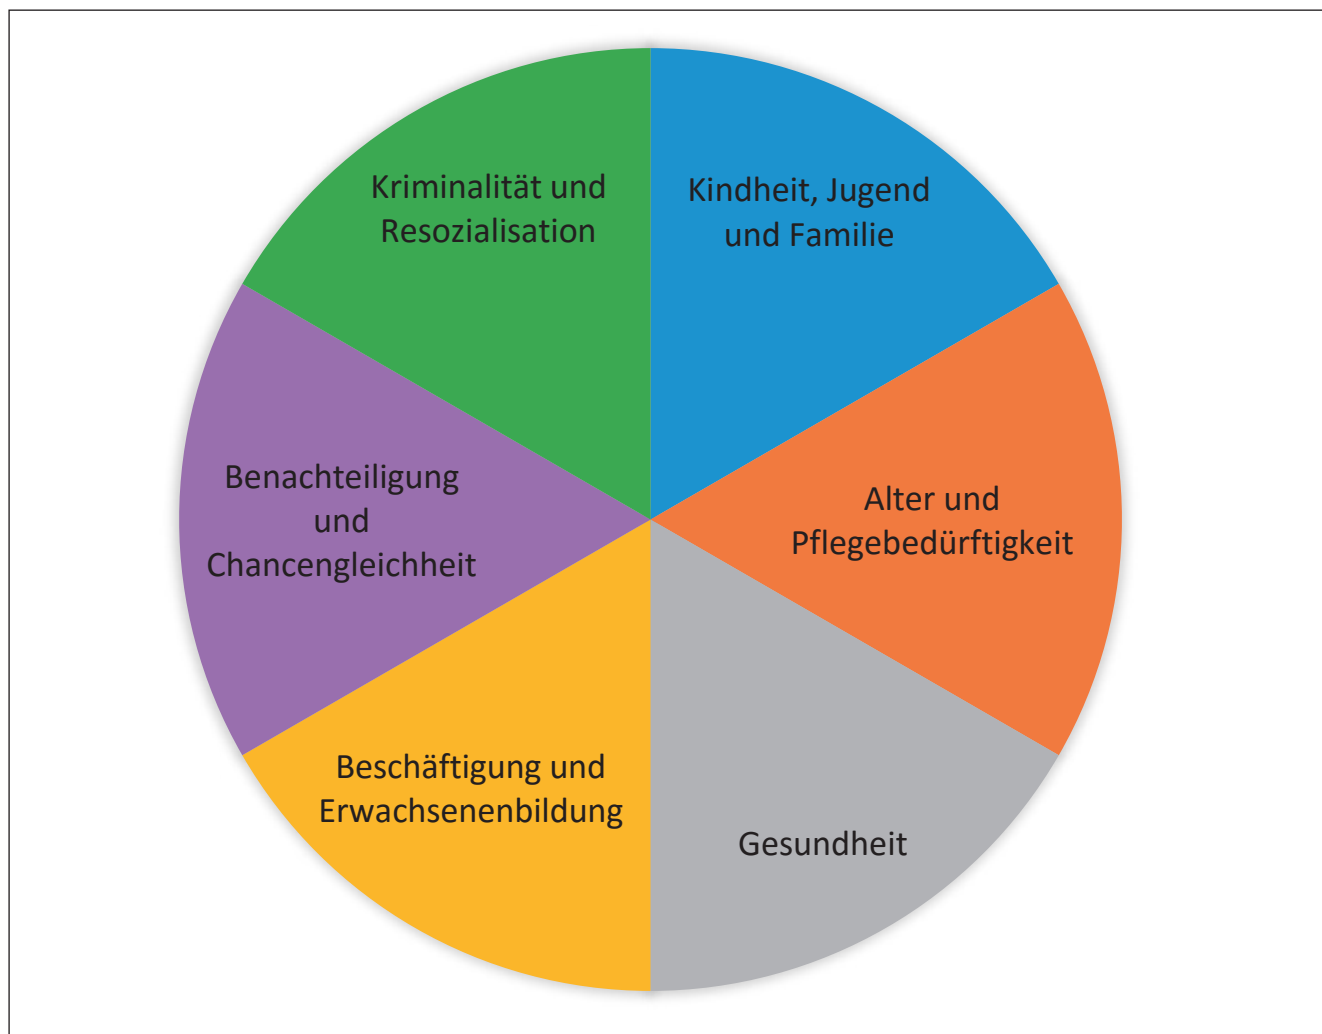 Kriminalität und
Resozialisation
Kindheit, Jugend
und Familie
Benachteiligung
und
Chancengleichheit
Alter und
Pflegebedürftigkeit
Beschäftigung und
Erwachsenenbildung
Gesundheit